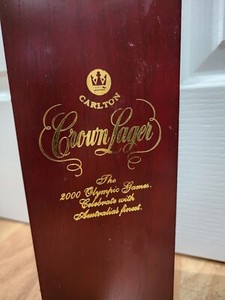 CARLTON
Crown Lager
The
2000 Olympic Games.
Celebrate with
Australia's finest.